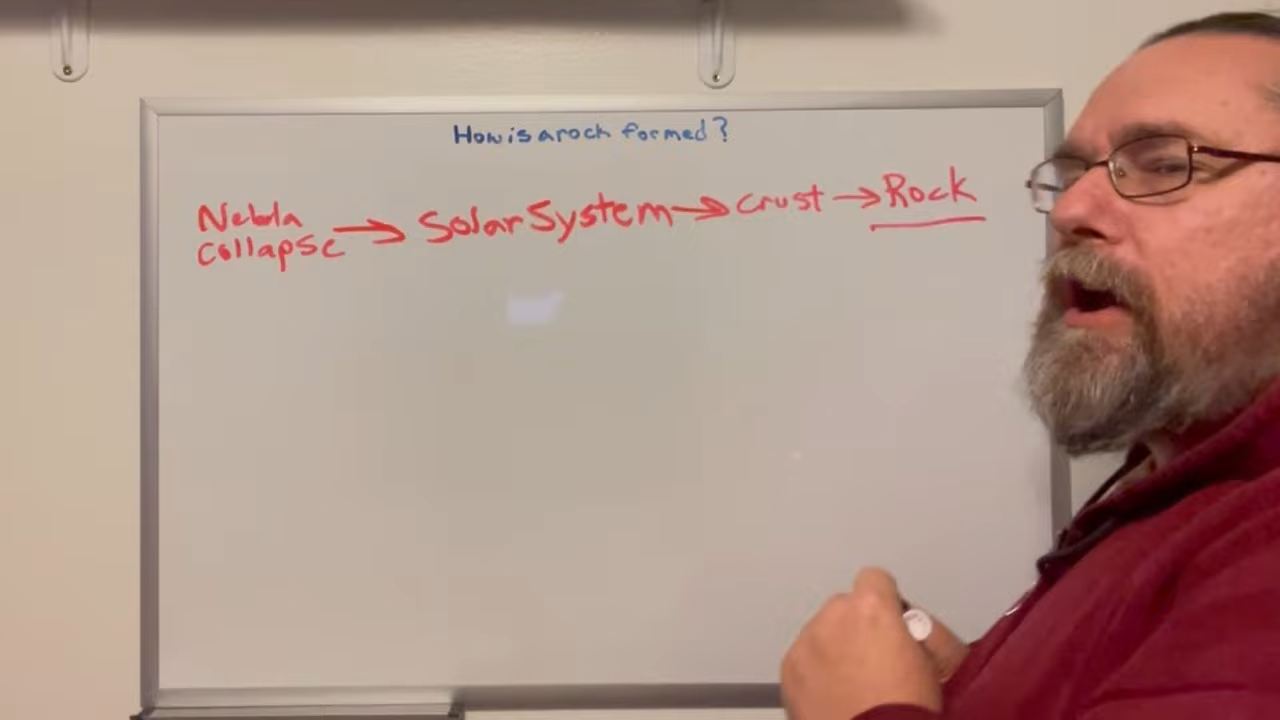 How is a rock formed?
Nebula collapse → Solar System → crust → Rock